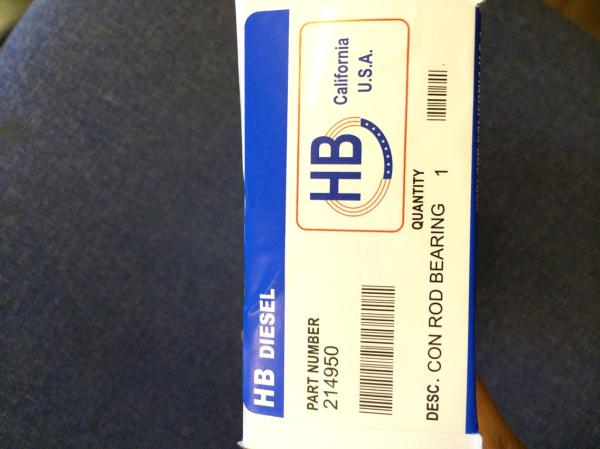 HB DIESEL
HB
California
U.S.A.
PART NUMBER
214950
QUANTITY
DESC. CON ROD BEARING 1